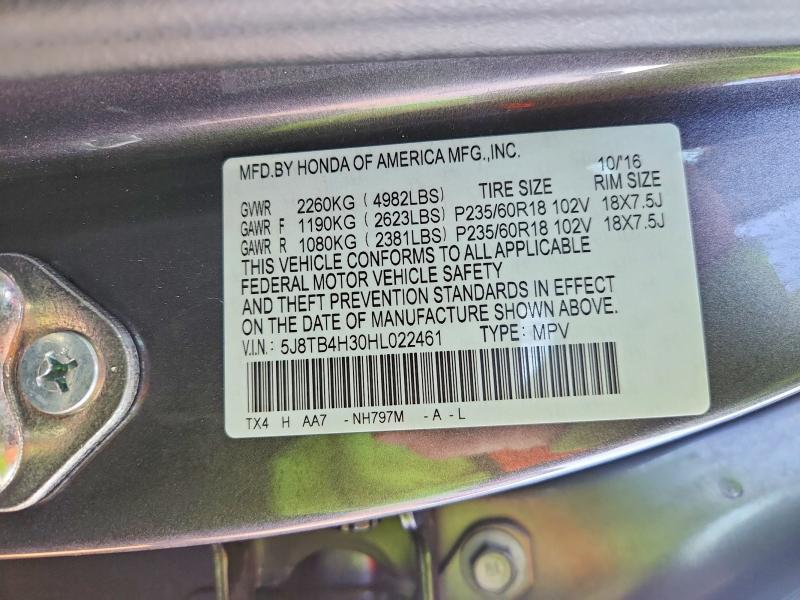 MFD.BY HONDA OF AMERICA MFG.,INC. 10/16
GVWR 2260KG (4982LBS) TIRE SIZE RIM SIZE
GAWR F 1190KG (2623LBS) P235/60R18 102V 18X7.5J
GAWR R 1080KG (2381LBS) P235/60R18 102V 18X7.5J
THIS VEHICLE CONFORMS TO ALL APPLICABLE
FEDERAL MOTOR VEHICLE SAFETY
AND THEFT PREVENTION STANDARDS IN EFFECT
ON THE DATE OF MANUFACTURE SHOWN ABOVE.
V.I.N.: 5J8TB4H30HL022461 TYPE: MPV
TX4 H AA7 -NH797M -A -L